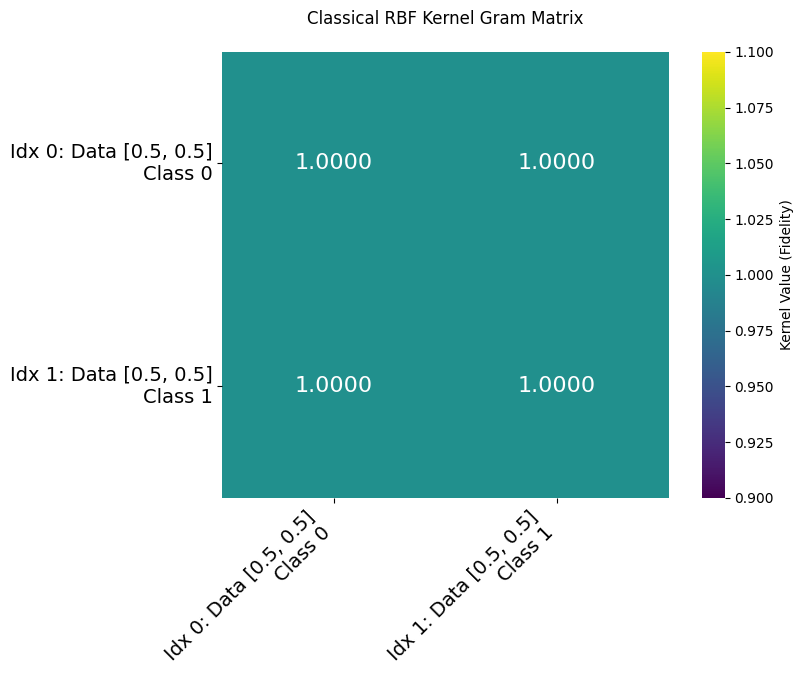 Classical RBF Kernel Gram Matrix
Idx 0: Data [0.5, 0.5]
Class 0
1.0000
1.0000
Idx 1: Data [0.5, 0.5]
Class 1
1.0000
1.0000
Idx 0: Data [0.5, 0.5]
Class 0
Idx 1: Data [0.5, 0.5]
Class 1
1.100
1.075
1.050
1.025
1.000
0.975
0.950
0.925
0.900
Kernel Value (Fidelity)